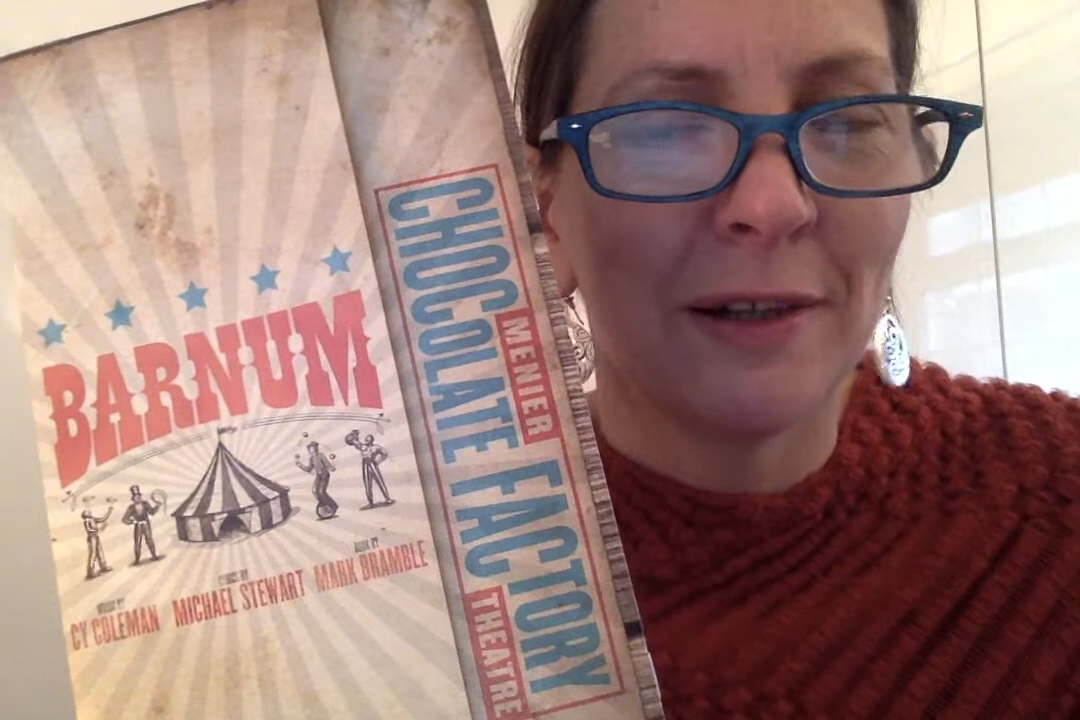 BARNUM
MUSIC BY
CY COLEMAN
LYRICS BY
MICHAEL STEWART
BOOK BY
MARK BRAMBLE
MENIER
CHOCOLATE FACTORY
THEATRE